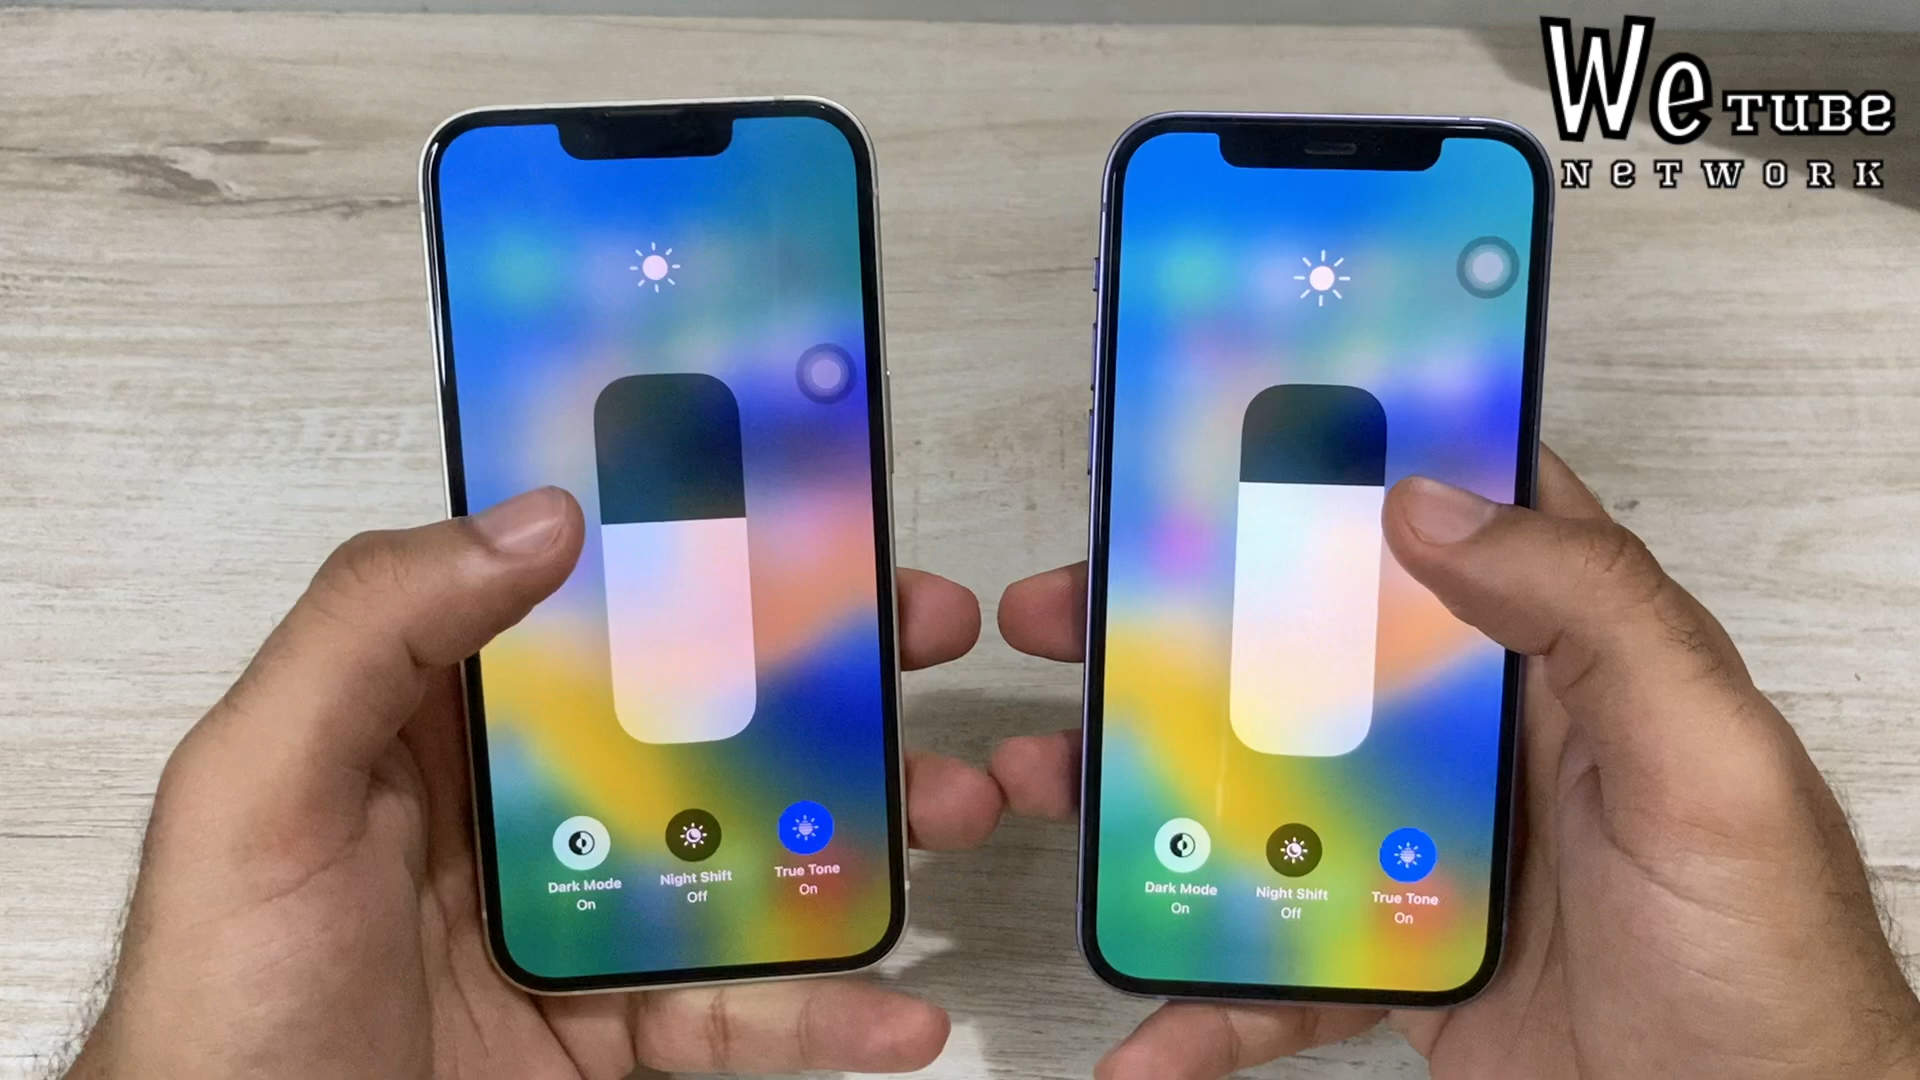 We TUBE
NETWORK
Dark Mode
On
Night Shift
Off
True Tone
On
Dark Mode
On
Night Shift
Off
True Tone
On